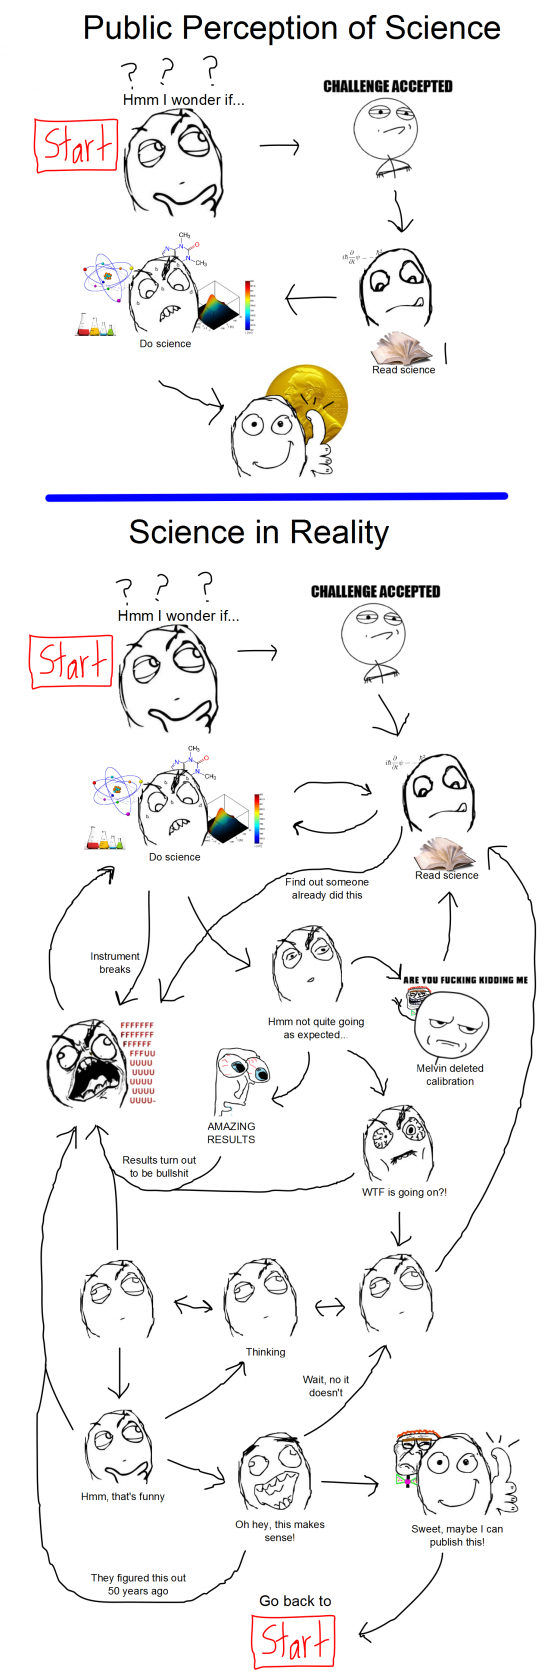 Public Perception of Science
? ? ?
Hmm I wonder if...
CHALLENGE ACCEPTED
Start
CH₃
N
N
O
N
N
CH₃
Do science
Read science
Science in Reality
? ? ?
Hmm I wonder if...
CHALLENGE ACCEPTED
Start
CH₃
N
N
O
N
N
CH₃
Do science
Read science
Find out someone
already did this
Instrument
breaks
ARE YOU FUCKING KIDDING ME
Hmm not quite going
as expected...
FFFFFFF
FFFFFFF
FFFFFF
FFFUU
UUUU
UUUU
UUUU
UUUU
UUUU-
Melvin deleted
calibration
AMAZING
RESULTS
Results turn out
to be bullshit
WTF is going on?!
Thinking
Wait, no it
doesn't
Hmm, that's funny
Oh hey, this makes
sense!
Sweet, maybe I can
publish this!
They figured this out
50 years ago
Go back to
Start